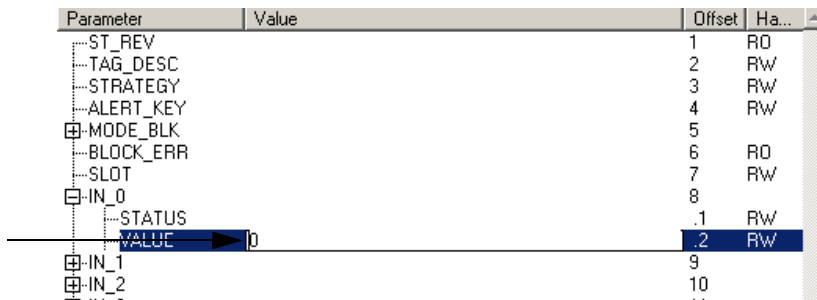 Parameter Value Offset Ha...
ST_REV 1 RO
TAG_DESC 2 RW
STRATEGY 3 RW
ALERT_KEY 4 RW
MODE_BLK 5
BLOCK_ERR 6 RO
SLOT 7 RW
IN_0 8
STATUS .1 RW
VALUE 0 .2 RW
IN_1 9
IN_2 10